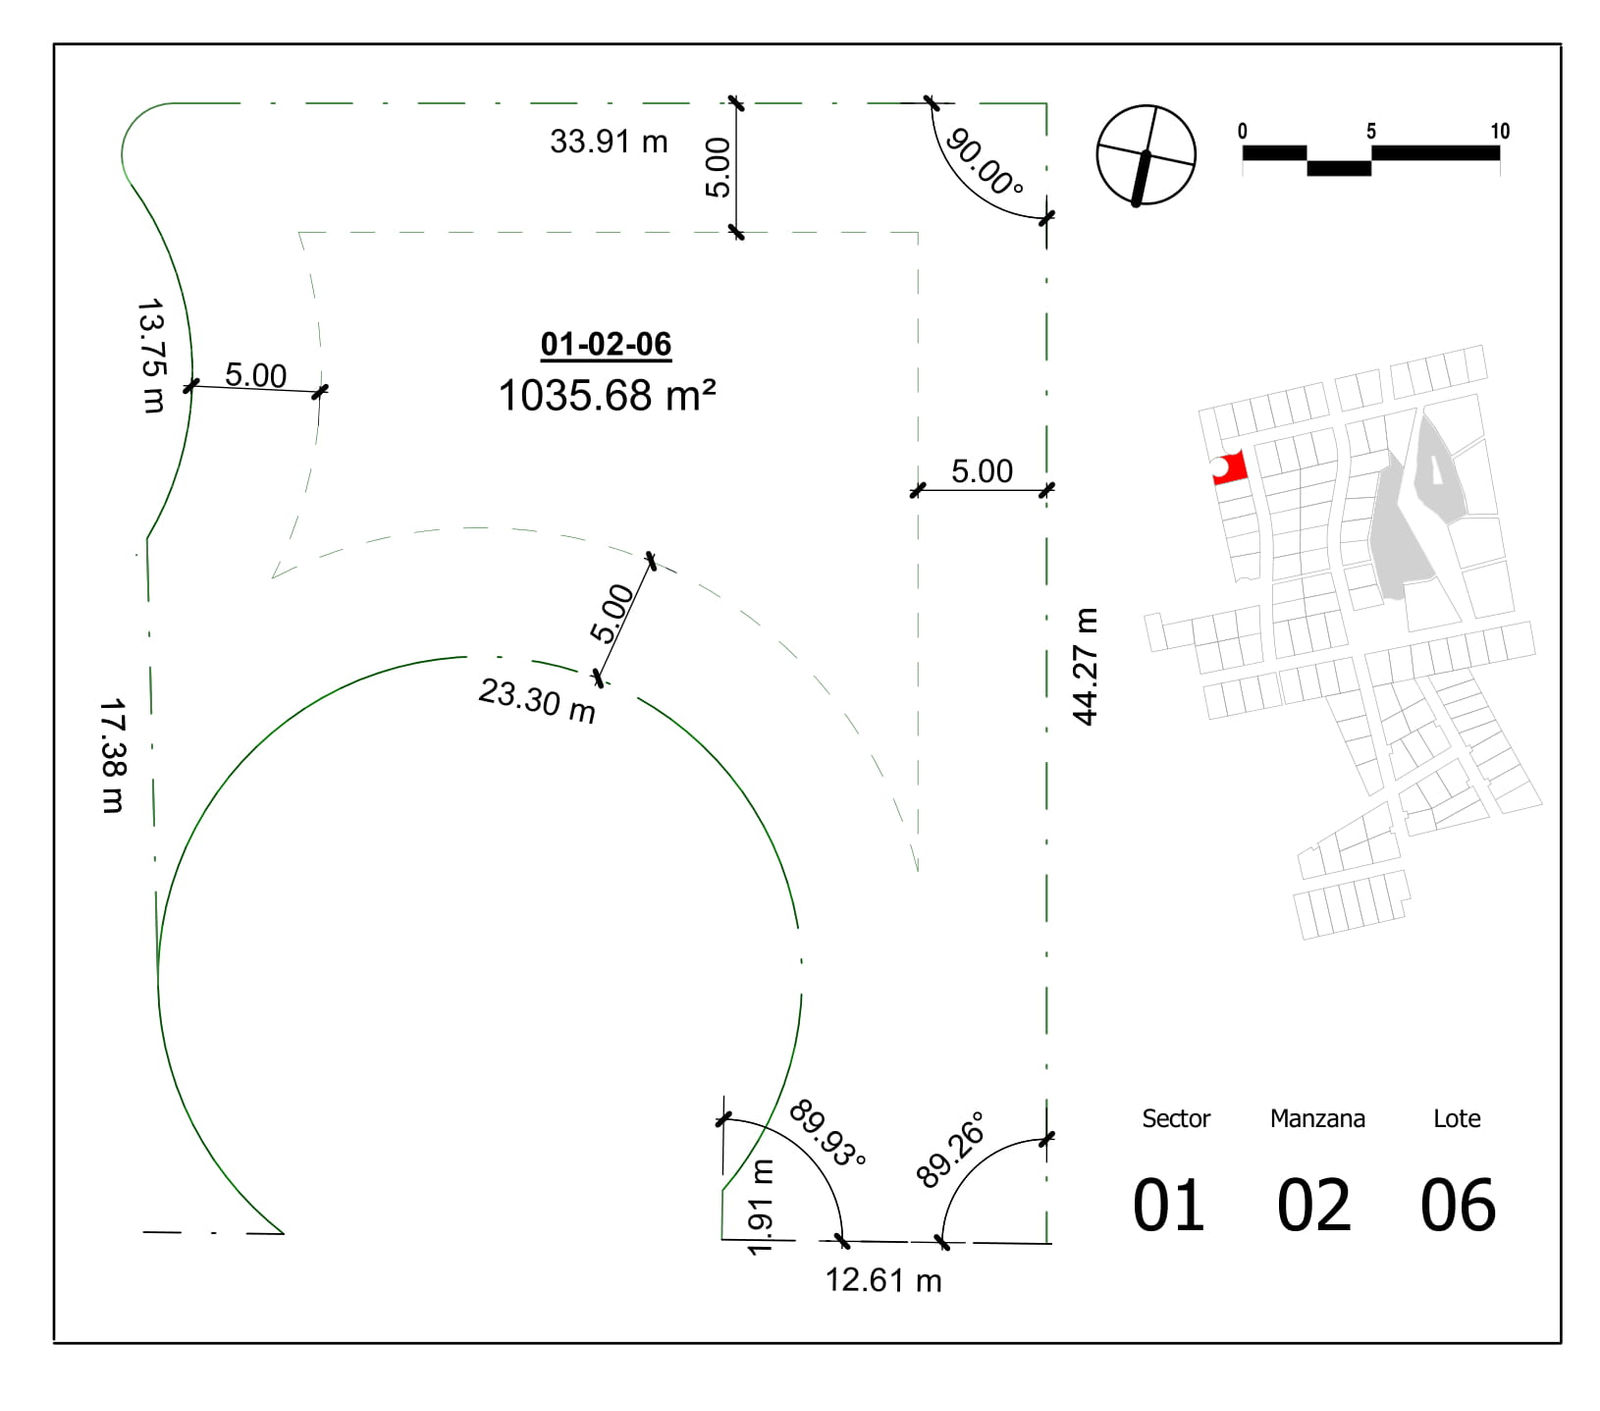 33.91 m
5.00
90.00°
0 5 10
13.75 m
5.00
01-02-06
1035.68 m²
5.00
5.00
23.30 m
44.27 m
17.38 m
89.93°
89.26°
1.91 m
12.61 m
Sector Manzana Lote
01 02 06